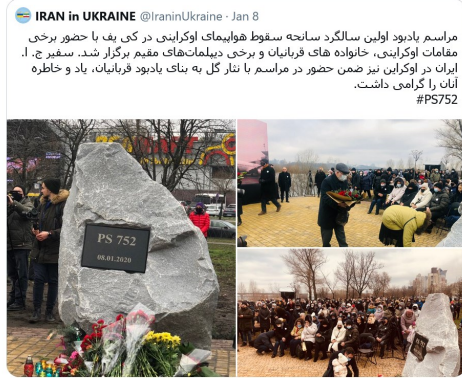 IRAN in UKRAINE @IraninUkraine · Jan 8
مراسم یادبود اولین سالگرد سانحه سقوط هواپیمای اوکراینی در کی یف با حضور برخی
مقامات اوکراینی، خانواده های قربانیان و برخی دیپلمات‌های مقیم برگزار شد. سفیر ج. ا.
ایران در اوکراین نیز ضمن حضور در مراسم با نثار گل به بنای یادبود قربانیان، یاد و خاطره
آنان را گرامی داشت.
#PS752
PS 752
08.01.2020